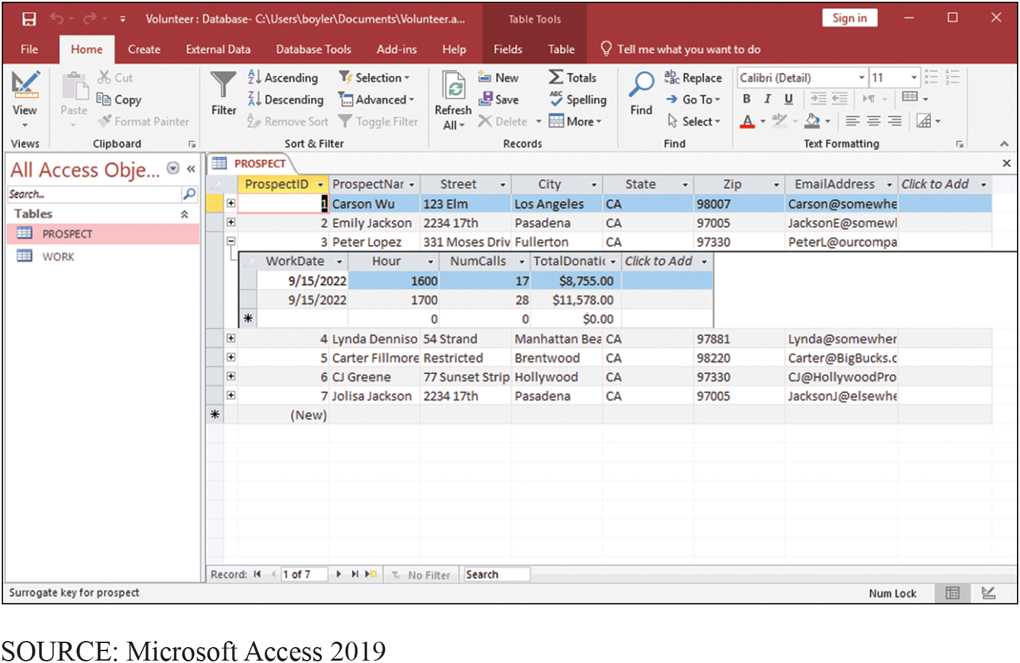 Volunteer : Database- C:\Users\boyler\Documents\Volunteer.a...
Table Tools
Sign in
File Home Create External Data Database Tools Add-ins Help Fields Table Tell me what you want to do
View
Views
Paste
Cut
Copy
Format Painter
Clipboard
Filter
Ascending
Descending
Remove Sort
Selection
Advanced
Toggle Filter
Sort & Filter
Refresh
All
New
Save
Delete
Totals
Spelling
More
Records
Find
Replace
Go To
Select
Find
Calibri (Detail) 11
B I U
A
Text Formatting
All Access Obje...
Search...
Tables
PROSPECT
WORK
PROSPECT
ProspectID ProspectNar Street City State Zip EmailAddress Click to Add
1 Carson Wu 123 Elm Los Angeles CA 98007 Carson@somewhe
2 Emily Jackson 2234 17th Pasadena CA 97005 JacksonE@somewl
3 Peter Lopez 331 Moses Driv Fullerton CA 97330 PeterL@ourcompa
WorkDate Hour NumCalls TotalDonatic Click to Add
9/15/2022 1600 17 $8,755.00
9/15/2022 1700 28 $11,578.00
0 0 $0.00
4 Lynda Denniso 54 Strand Manhattan Bea CA 97881 Lynda@somewher
5 Carter Fillmore Restricted Brentwood CA 98220 Carter@BigBucks.c
6 CJ Greene 77 Sunset Strip Hollywood CA 97330 CJ@HollywoodPro
7 Jolisa Jackson 2234 17th Pasadena CA 97005 JacksonJ@elsewhe
(New)
Record: 1 of 7 No Filter Search
Surrogate key for prospect
Num Lock
SOURCE: Microsoft Access 2019